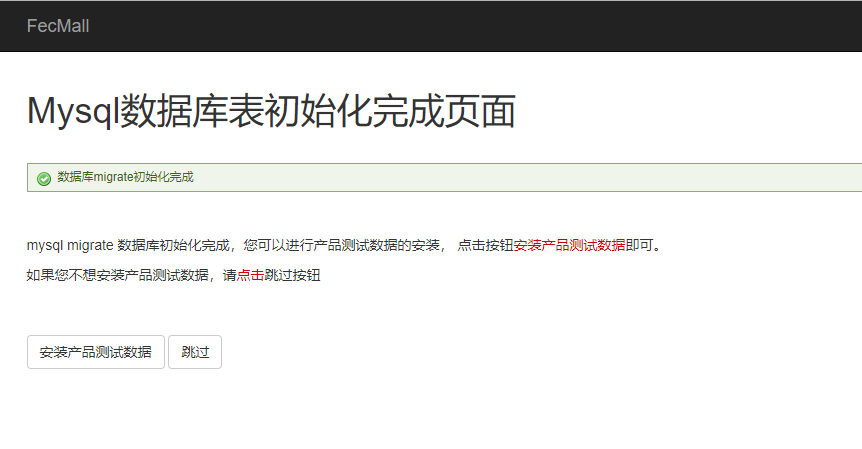 FecMall
Mysql数据库表初始化完成页面
数据库migrate初始化完成
mysql migrate 数据库初始化完成，您可以进行产品测试数据的安装， 点击按钮安装产品测试数据即可。
如果您不想安装产品测试数据，请点击跳过按钮
安装产品测试数据 跳过